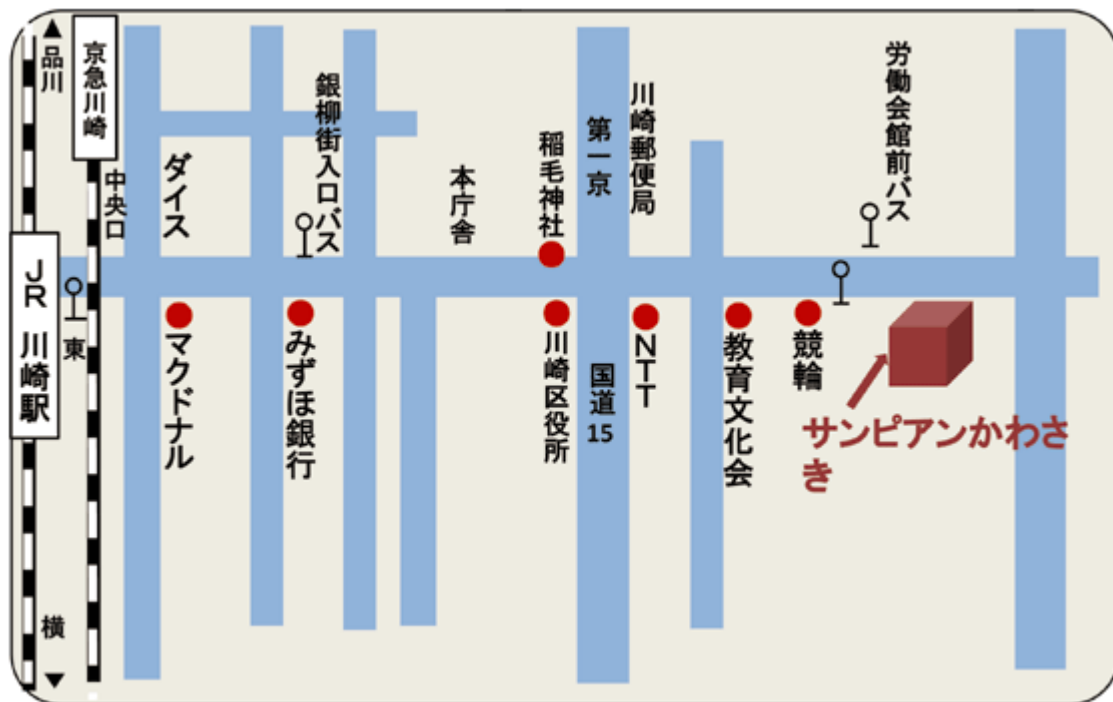 品川
京急川崎
中央口
JR 川崎駅
東
横
ダイス
マクドナル
銀柳街入口バス
みずほ銀行
本庁舎
稲毛神社
川崎区役所
第一京
国道
15
川崎郵便局
NTT
教育文化会
競輪
労働会館前バス
サンピアンかわさ
き